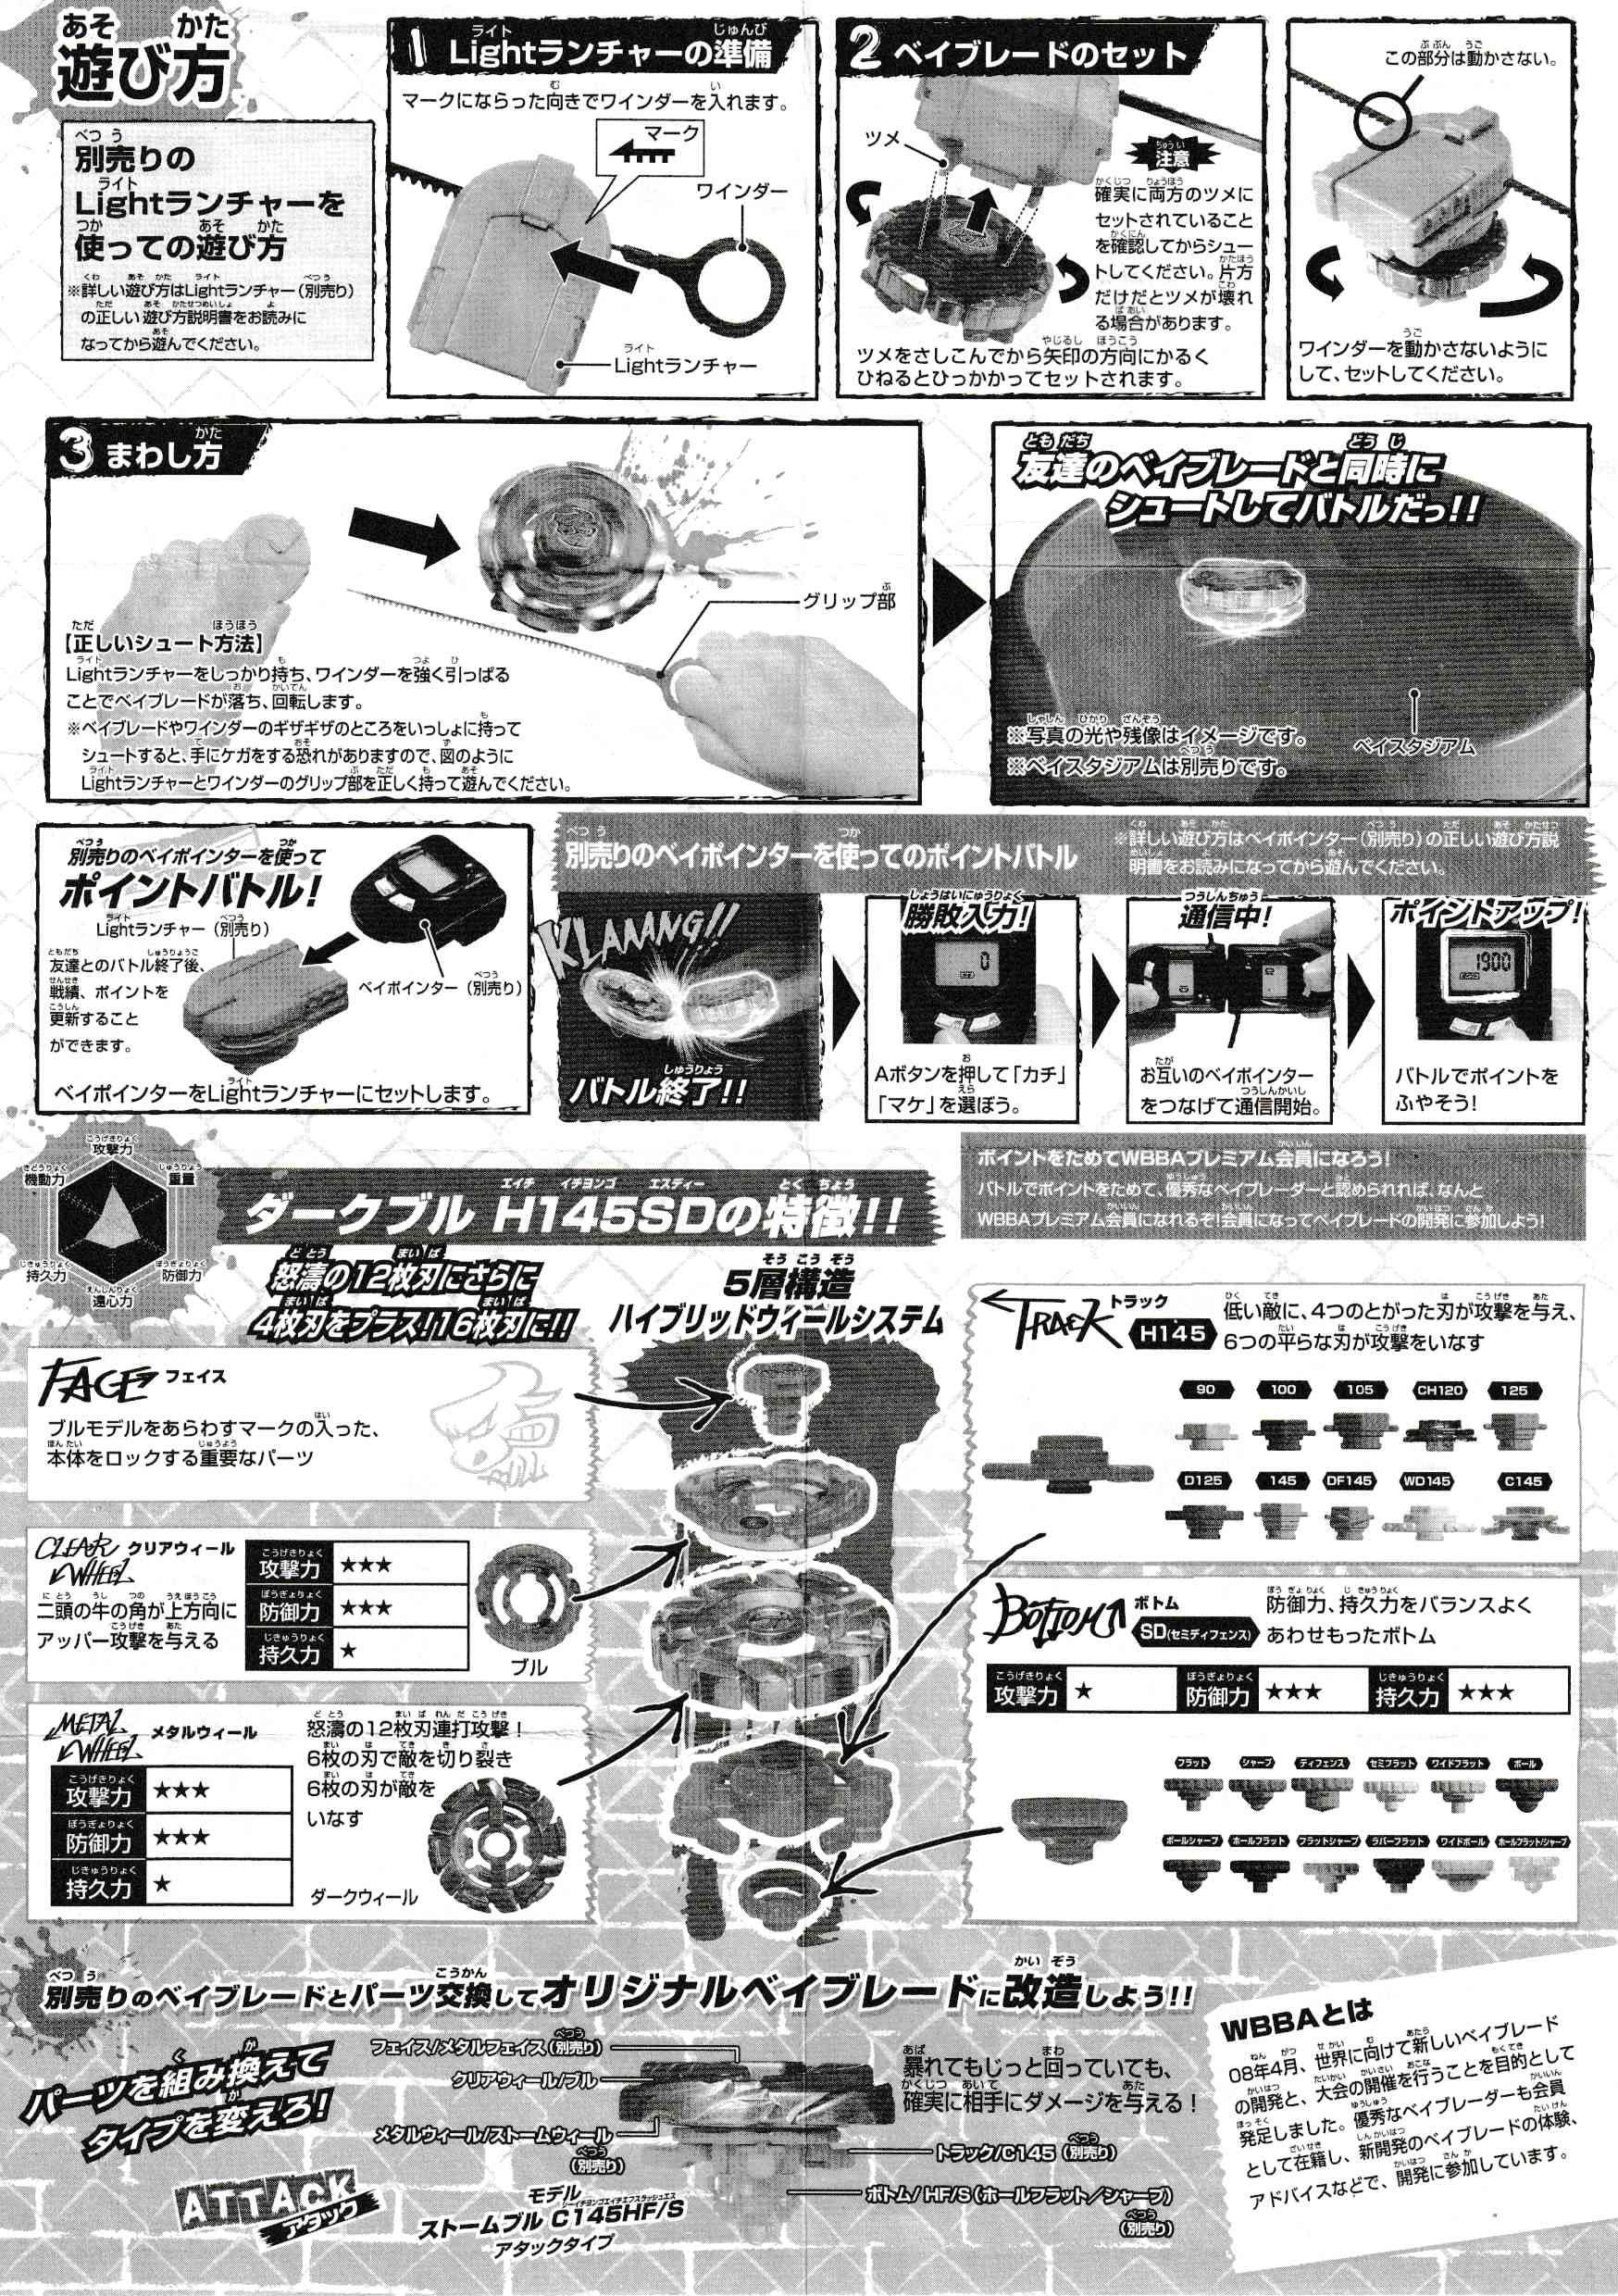 遊び方
別売りの
Lightランチャーを
使っての遊び方
※詳しい遊び方はLightランチャー(別売り)
の正しい遊び方説明書をお読みに
なってから遊んでください。
1 Lightランチャーの準備
マークにならった向きでワインダーを入れます。
マーク
ワインダー
Lightランチャー
2 ベイブレードのセット
ツメ
注意
確実に両方のツメに
セットされていること
を確認してからシュー
トしてください。片方
だけだとツメが壊れ
る場合があります。
ツメをさしこんでから矢印の方向にかるく
ひねるとひっかかってセットされます。
この部分は動かさない。
ワインダーを動かさないように
して、セットしてください。
3 まわし方
グリップ部
【正しいシュート方法】
Lightランチャーをしっかり持ち、ワインダーを強く引っぱる
ことでベイブレードが落ち、回転します。
※ベイブレードやワインダーのギザギザのところをいっしょに持って
シュートすると、手にケガをする恐れがありますので、図のように
Lightランチャーとワインダーのグリップ部を正しく持って遊んでください。
友達のベイブレードと同時に
シュートしてバトルだっ!!
※写真の光や残像はイメージです。
※ベイスタジアムは別売りです。
ベイスタジアム
別売りのベイポインターを使って
ポイントバトル!
Lightランチャー(別売り)
友達とのバトル終了後、
戦績、ポイントを
更新すること
ができます。
ベイポインター(別売り)
ベイポインターをLightランチャーにセットします。
別売りのベイポインターを使ってのポイントバトル
※詳しい遊び方はベイポインター(別売り)の正しい遊び方説
明書をお読みになってから遊んでください。
KLAAANG!!
バトル終了!!
勝敗入力!
0
Aボタンを押して「カチ」
「マケ」を選ぼう。
通信中!
お互いのベイポインター
をつなげて通信開始。
ポイントアップ!
1900
バトルでポイントを
ふやそう!
ポイントをためてWBBAプレミアム会員になろう!
バトルでポイントをためて、優秀なベイブレーダーと認められれば、なんと
WBBAプレミアム会員になれるぞ!会員になってベイブレードの開発に参加しよう!
攻撃力
重量
防御力
遠心力
持久力
機動力
ダークブル H145SDの特徴!!
怒濤の12枚刃にさらに
4枚刃をプラス!16枚刃に!!
5層構造
ハイブリッドウィールシステム
FACE フェイス
ブルモデルをあらわすマークの入った、
本体をロックする重要なパーツ
CLEAR WHEEL クリアウィール
二頭の牛の角が上方向に
アッパー攻撃を与える
攻撃力 ★★★
防御力 ★★★
持久力 ★
ブル
METAL WHEEL メタルウィール
攻撃力 ★★★
防御力 ★★★
持久力 ★
怒濤の12枚刃連打攻撃!
6枚の刃で敵を切り裂き
6枚の刃が敵を
いなす
ダークウィール
TRACK トラック
H145
低い敵に、4つのとがった刃が攻撃を与え、
6つの平らな刃が攻撃をいなす
90 100 105 CH120 125
D125 145 DF145 WD145 C145
BOTTOM ボトム
SD(セミディフェンス)
防御力、持久力をバランスよく
あわせもったボトム
攻撃力 ★ 防御力 ★★★ 持久力 ★★★
フラット シャープ ディフェンス セミフラット ワイドフラット ボール
ボールシャープ ホールフラット フラットシャープ ラバーフラット ワイドボール ホールフラット/シャープ
別売りのベイブレードとパーツ交換してオリジナルベイブレードに改造しよう!!
パーツを組み換えて
タイプを変えろ!
ATTACK
アタック
フェイス/メタルフェイス(別売り)
クリアウィール/ブル
メタルウィール/ストームウィール
(別売り)
モデル
ストームブル C145HF/S
アタックタイプ
暴れてもじっと回っていても、
確実に相手にダメージを与える!
トラック/C145(別売り)
ボトム/HF/S(ホールフラット/シャープ)
(別売り)
WBBAとは
08年4月、世界に向けて新しいベイブレード
の開発と、大会の開催を行うことを目的として
発足しました。優秀なベイブレーダーも会員
として在籍し、新開発のベイブレードの体験、
アドバイスなどで、開発に参加しています。